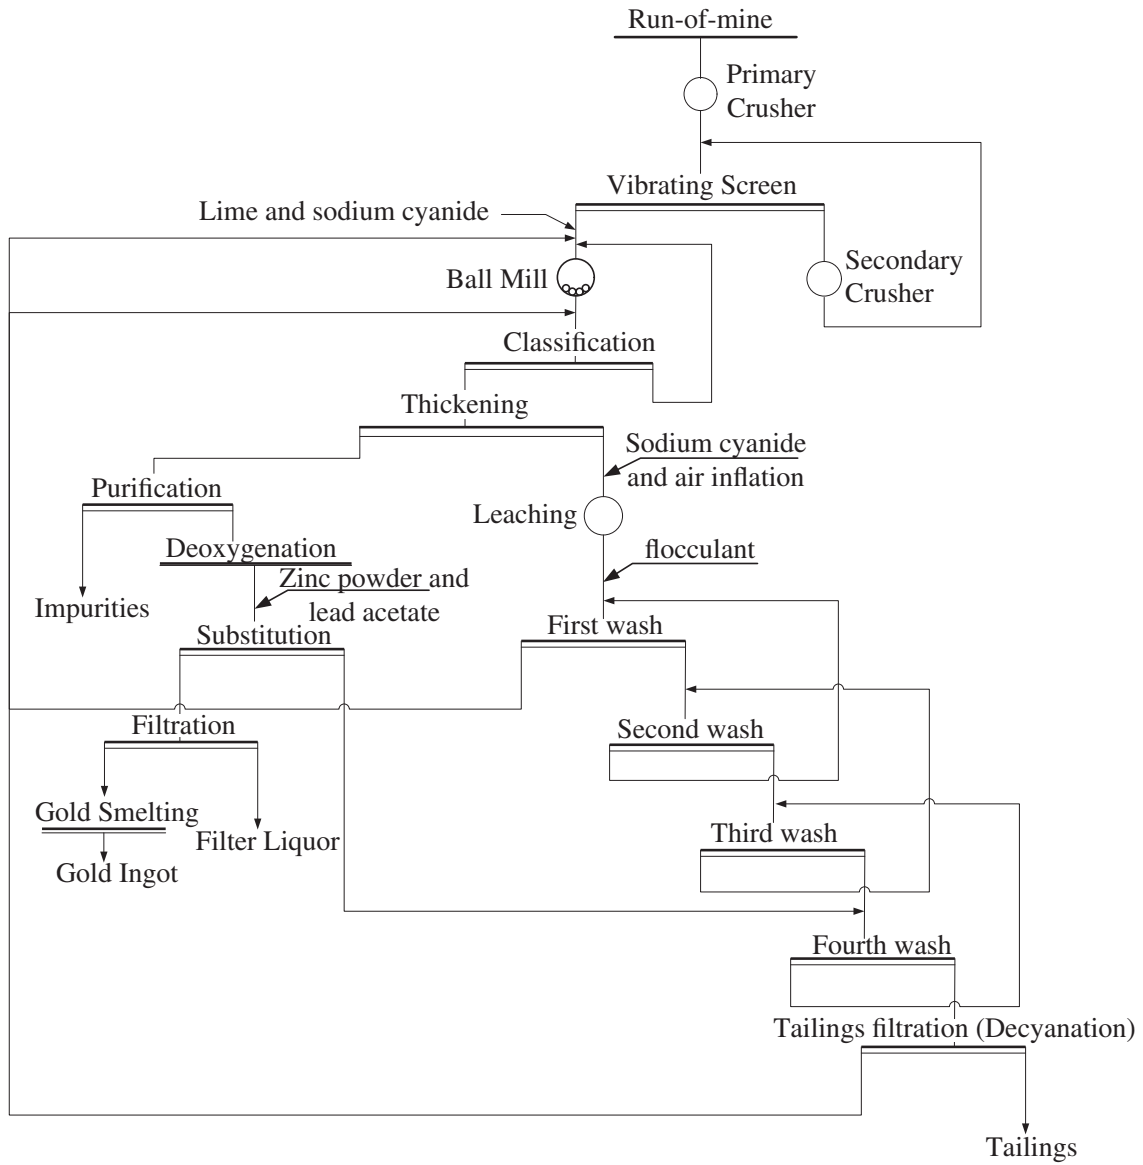 Run-of-mine
Primary
Crusher
Vibrating Screen
Lime and sodium cyanide
Secondary
Crusher
Ball Mill
Classification
Thickening
Sodium cyanide
and air inflation
Purification
Leaching
Deoxygenation
flocculant
Zinc powder and
lead acetate
Impurities
Substitution
First wash
Filtration
Second wash
Gold Smelting
Filter Liquor
Third wash
Gold Ingot
Fourth wash
Tailings filtration (Decyanation)
Tailings